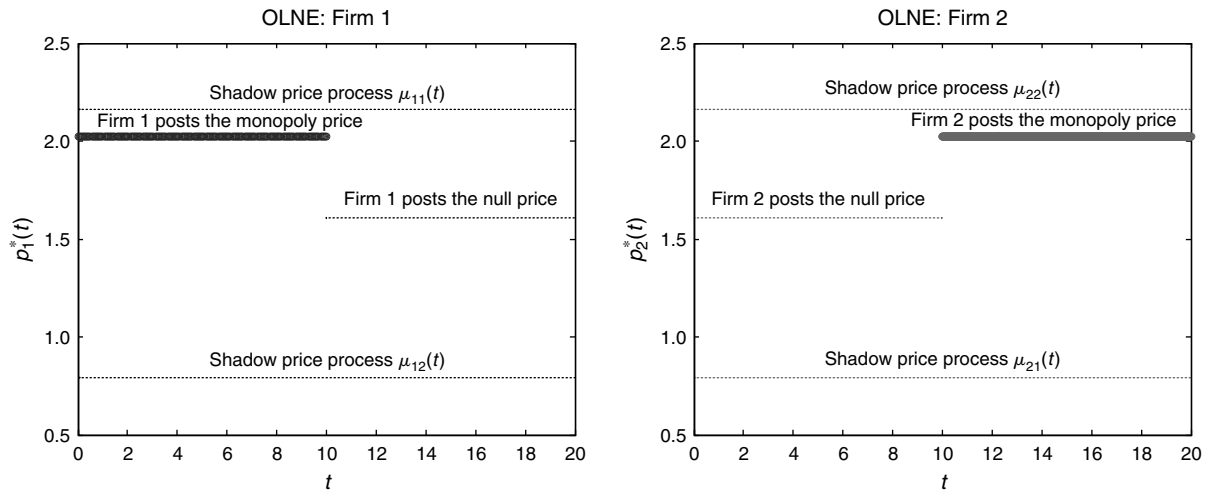 OLNE: Firm 1
2.5
2.0
1.5
1.0
0.5
p*1(t)
Shadow price process μ11(t)
Firm 1 posts the monopoly price
Firm 1 posts the null price
Shadow price process μ12(t)
0 2 4 6 8 10 12 14 16 18 20
t
OLNE: Firm 2
2.5
2.0
1.5
1.0
0.5
p*2(t)
Shadow price process μ22(t)
Firm 2 posts the monopoly price
Firm 2 posts the null price
Shadow price process μ21(t)
0 2 4 6 8 10 12 14 16 18 20
t